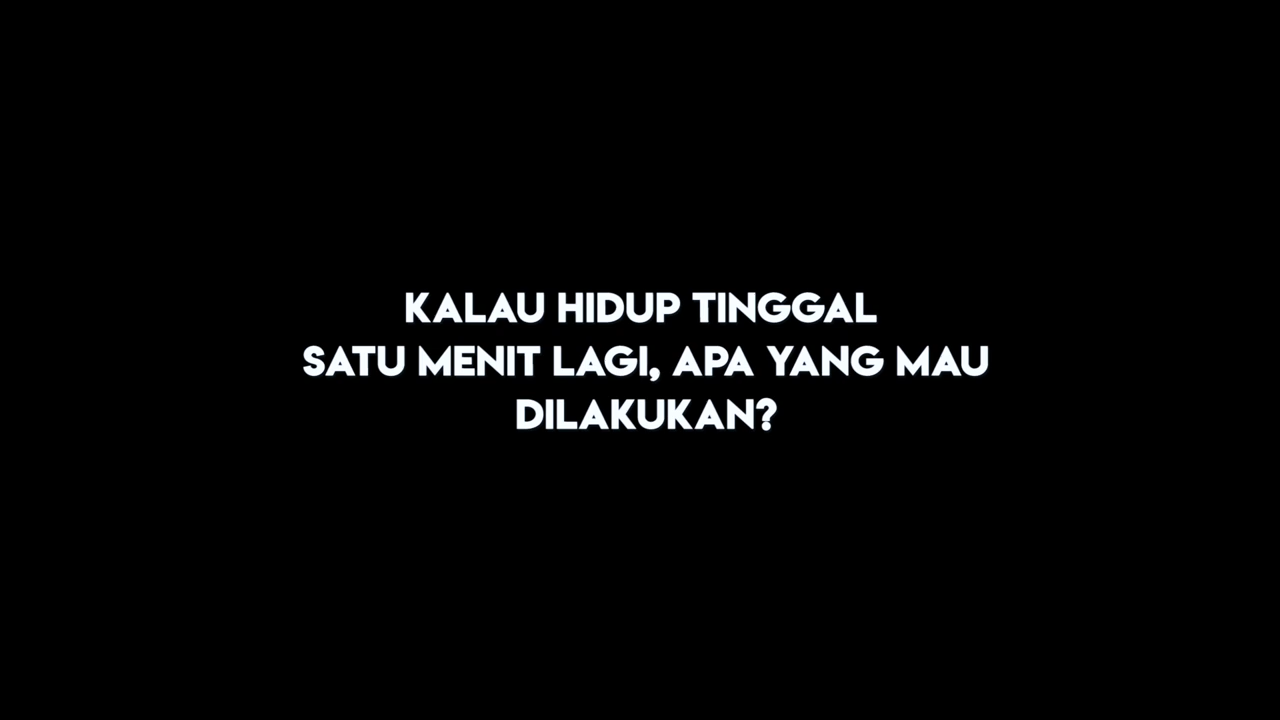 KALAU HIDUP TINGGAL
SATU MENIT LAGI, APA YANG MAU
DILAKUKAN?